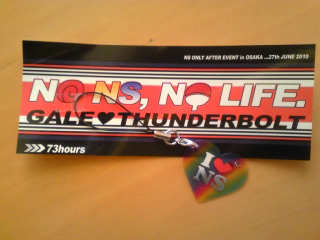 NS ONLY AFTER EVENT in OSAKA ...27th JUNE 2010
NO NS, NO LIFE.
GALE♥THUNDERBOLT
>>> 73hours
I ♥
NS